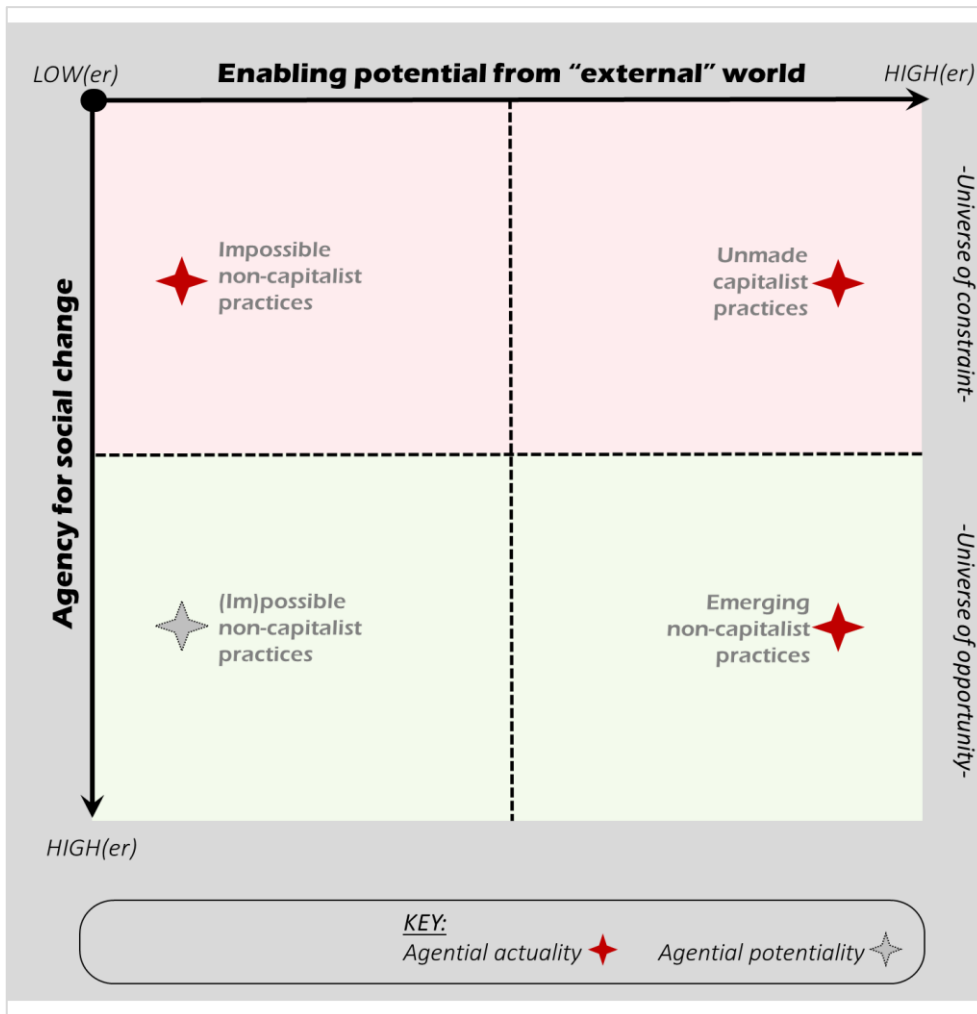 LOW(er)
Enabling potential from “external” world
HIGH(er)
Agency for social change
Impossible
non-capitalist
practices
Unmade
capitalist
practices
-Universe of constraint-
(Im)possible
non-capitalist
practices
Emerging
non-capitalist
practices
-Universe of opportunity-
HIGH(er)
KEY:
Agential actuality
Agential potentiality